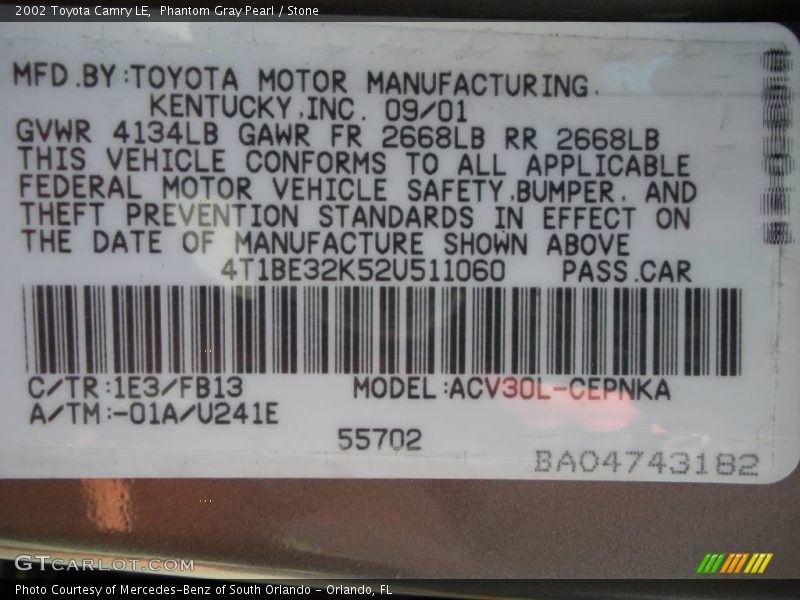 2002 Toyota Camry LE, Phantom Gray Pearl / Stone
MFD.BY:TOYOTA MOTOR MANUFACTURING,
KENTUCKY,INC. 09/01
GVWR 4134LB GAWR FR 2668LB RR 2668LB
THIS VEHICLE CONFORMS TO ALL APPLICABLE
FEDERAL MOTOR VEHICLE SAFETY,BUMPER, AND
THEFT PREVENTION STANDARDS IN EFFECT ON
THE DATE OF MANUFACTURE SHOWN ABOVE
4T1BE32K52U511060 PASS.CAR
C/TR:1E3/FB13 MODEL:ACV30L-CEPNKA
A/TM:-01A/U241E
55702
BA04743182
GTcarlot.com
Photo Courtesy of Mercedes-Benz of South Orlando - Orlando, FL